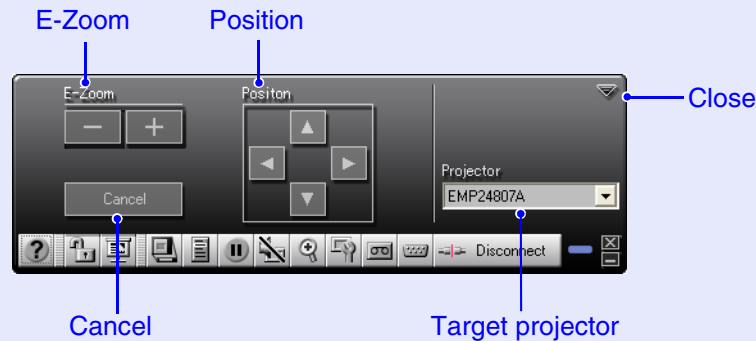 E-Zoom Position
E-Zoom Positon
Close
− +
Projector
Cancel EMP24807A
? Disconnect
Cancel Target projector